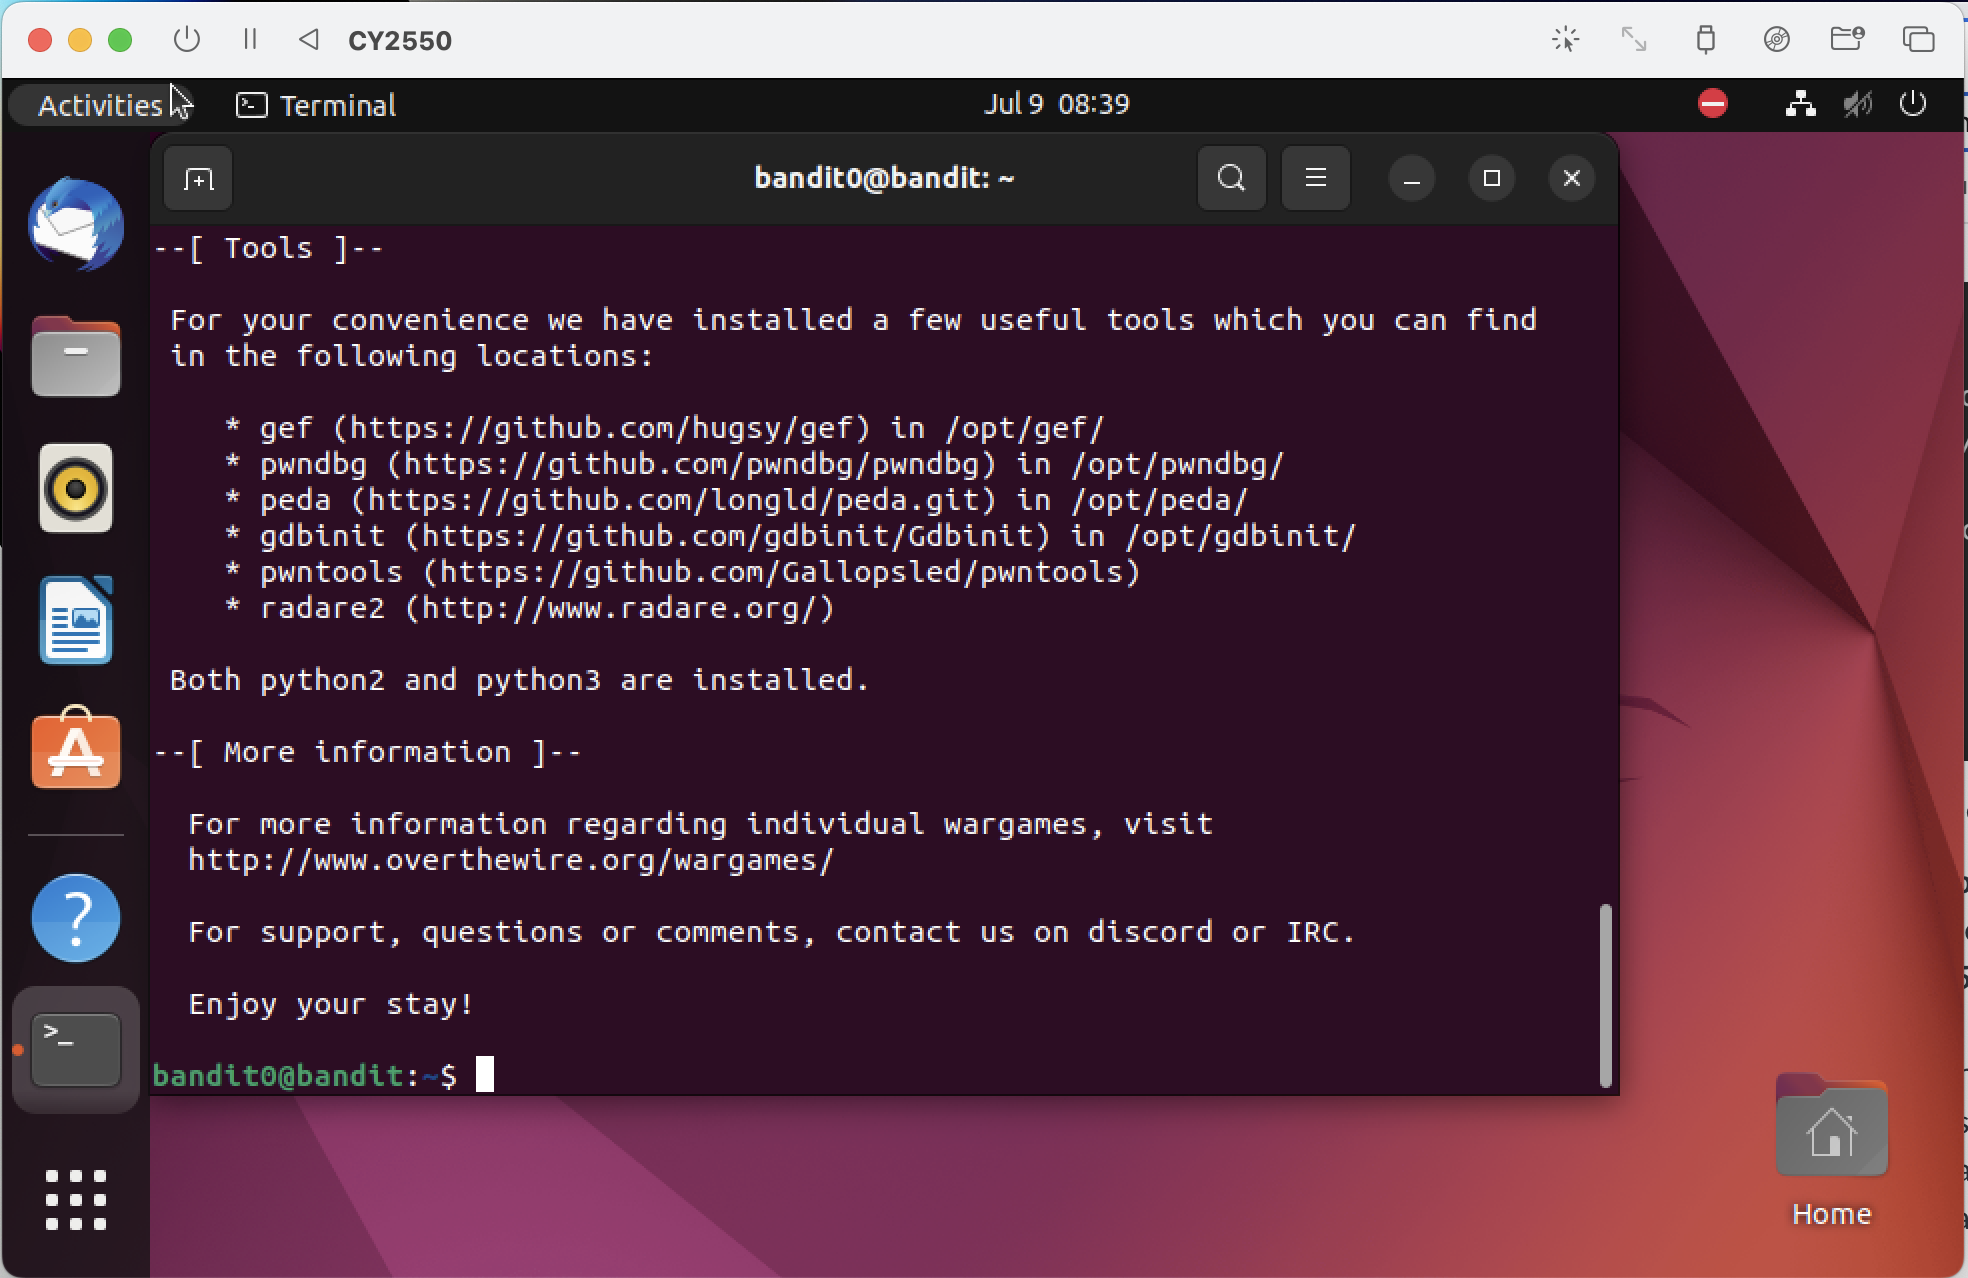 CY2550
Activities
Terminal
Jul 9 08:39
bandit0@bandit: ~
--[ Tools ]--
For your convenience we have installed a few useful tools which you can find
in the following locations:
* gef (https://github.com/hugsy/gef) in /opt/gef/
* pwndbg (https://github.com/pwndbg/pwndbg) in /opt/pwndbg/
* peda (https://github.com/longld/peda.git) in /opt/peda/
* gdbinit (https://github.com/gdbinit/Gdbinit) in /opt/gdbinit/
* pwntools (https://github.com/Gallopsled/pwntools)
* radare2 (http://www.radare.org/)
Both python2 and python3 are installed.
--[ More information ]--
For more information regarding individual wargames, visit
http://www.overthewire.org/wargames/
For support, questions or comments, contact us on discord or IRC.
Enjoy your stay!
bandit0@bandit:~$
Home